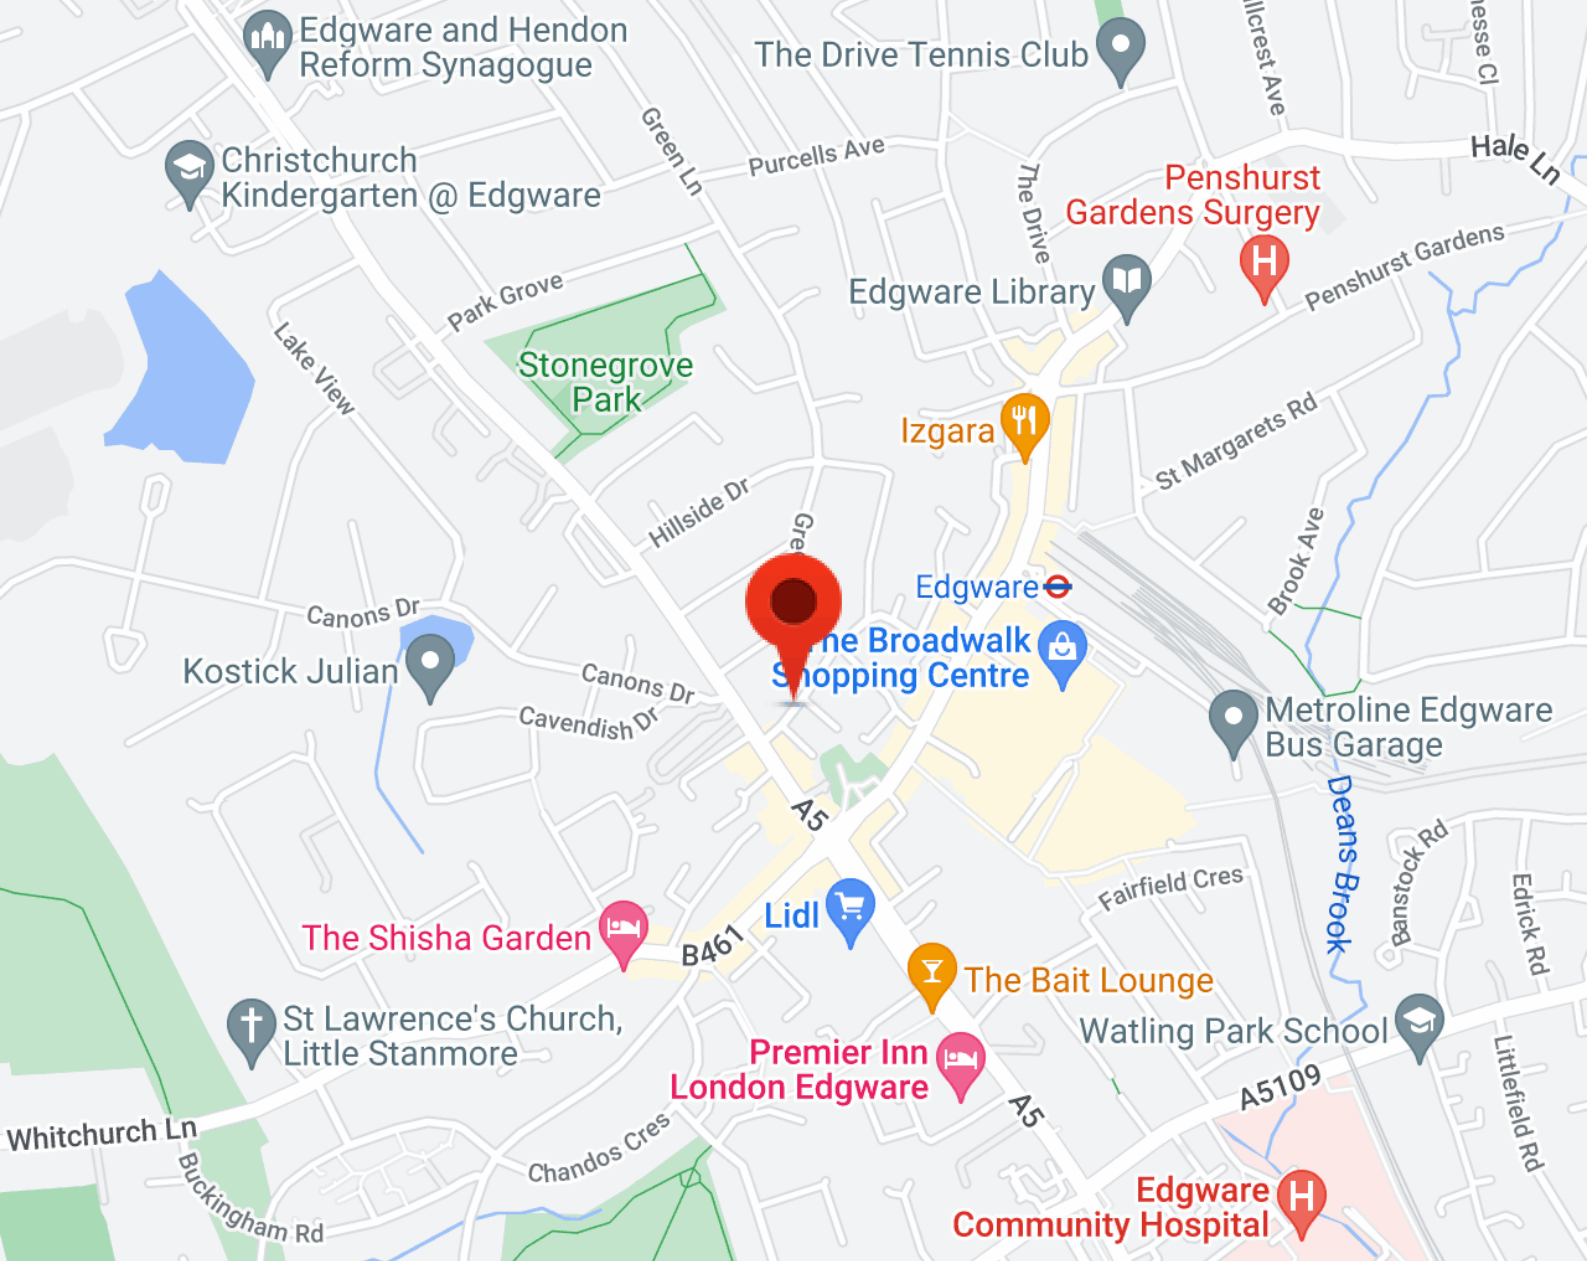 Edgware and Hendon
Reform Synagogue
The Drive Tennis Club
Hale Ln
Green Ln
Purcells Ave
Christchurch
Kindergarten @ Edgware
The Drive
Penshurst
Gardens Surgery
Penshurst Gardens
Edgware Library
Park Grove
Lake View
Stonegrove
Park
Izgara
St Margarets Rd
Hillside Dr
Brook Ave
Edgware
Canons Dr
The Broadwalk
Shopping Centre
Kostick Julian
Canons Dr
Cavendish Dr
Metroline Edgware
Bus Garage
A5
Deans Brook
Banstock Rd
Fairfield Cres
Edrick Rd
Lidl
The Shisha Garden
B461
The Bait Lounge
St Lawrence's Church,
Little Stanmore
Watling Park School
Premier Inn
London Edgware
A5
A5109
Littlefield Rd
Whitchurch Ln
Chandos Cres
Buckingham Rd
Edgware
Community Hospital